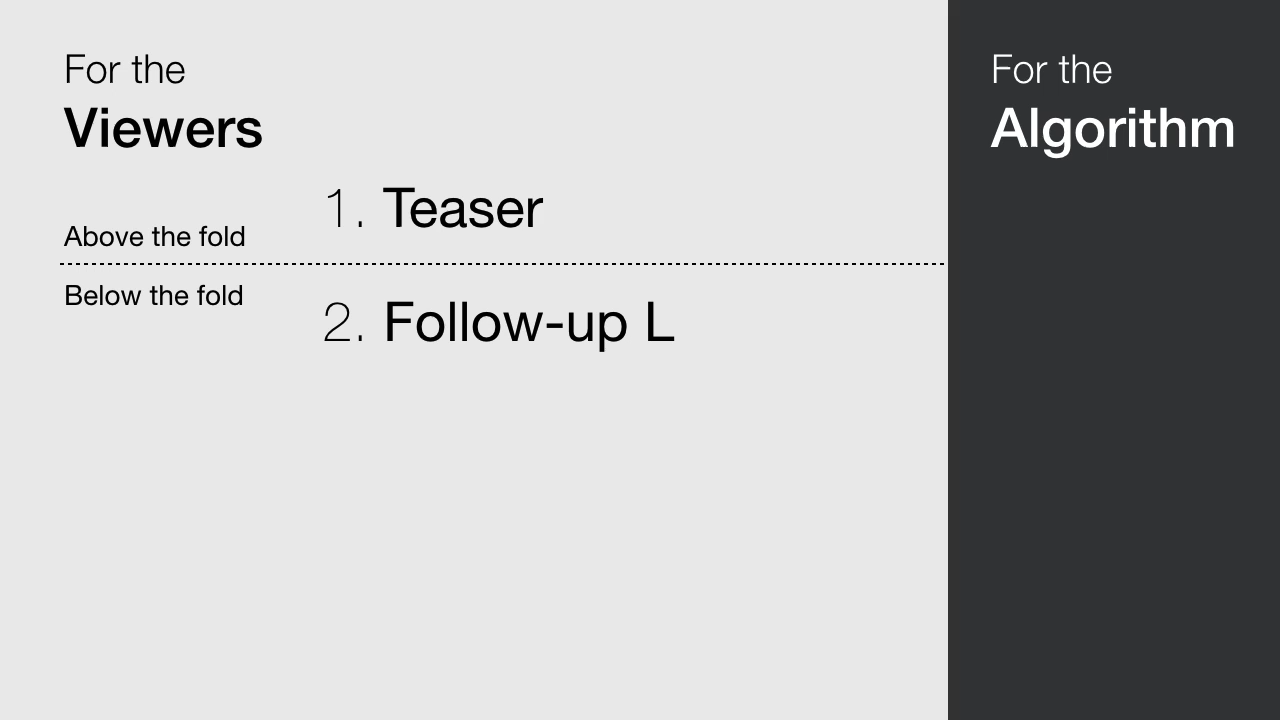 For the
Viewers
Above the fold
1. Teaser
Below the fold
2. Follow-up L
For the
Algorithm